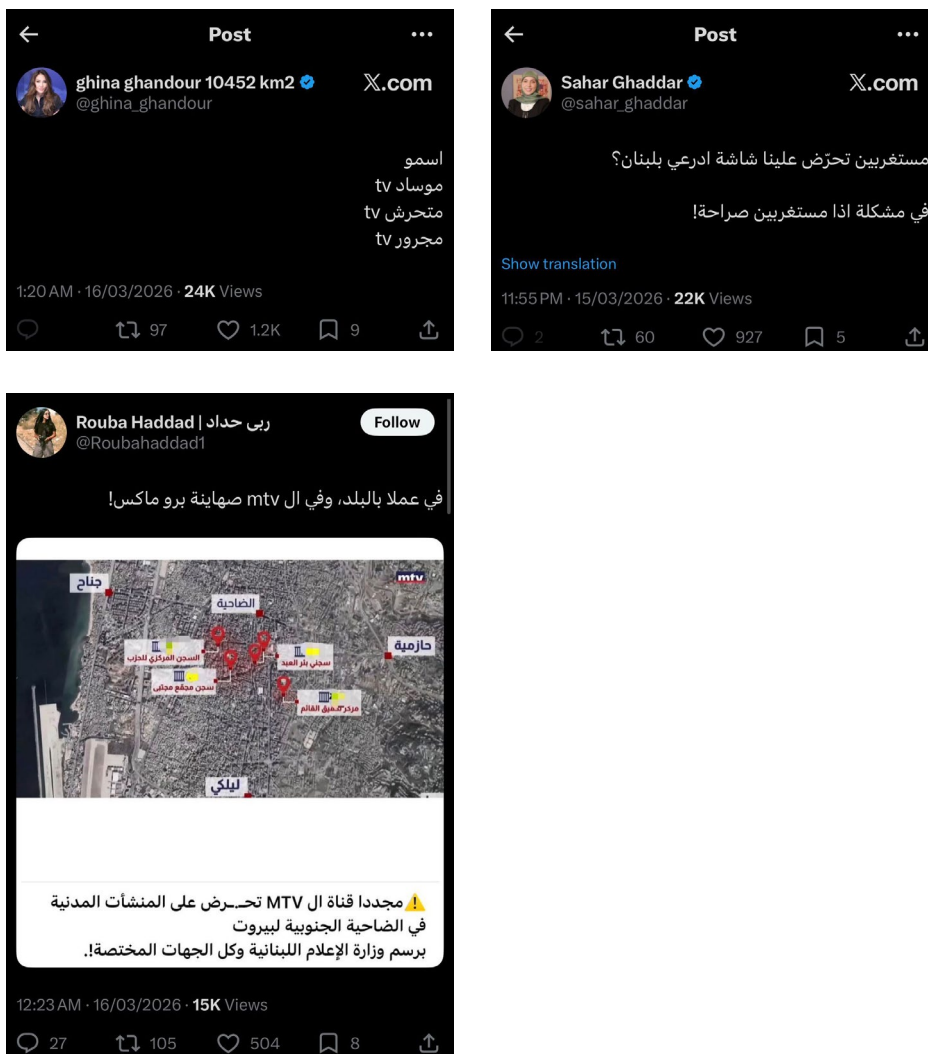 Post
ghina ghandour 10452 km2
X.com
@ghina_ghandour
اسمو
موساد tv
متحرش tv
مجرور tv
1:20 AM · 16/03/2026 · 24K Views
97
1.2K
9
Post
Sahar Ghaddar
X.com
@sahar_ghaddar
مستغربين تحرّض علينا شاشة ادرعي بلبنان؟
في مشكلة اذا مستغربين صراحة!
Show translation
11:55 PM · 15/03/2026 · 22K Views
2
60
927
5
Rouba Haddad | ربى حداد
Follow
@Roubahaddad1
في عملا بالبلد، وفي ال mtv صهاينة برو ماكس!
mtv
جناح
الضاحية
حازمية
السجن المركزي للحزب
سجني بئر العبد
سجن مجمع مجتبى
مركز القائم
ليلكي
⚠️مجددا قناة ال MTV تحــرض على المنشأت المدنية
في الضاحية الجنوبية لبيروت
برسم وزارة الإعلام اللبنانية وكل الجهات المختصة!.
12:23 AM · 16/03/2026 · 15K Views
27
105
504
8